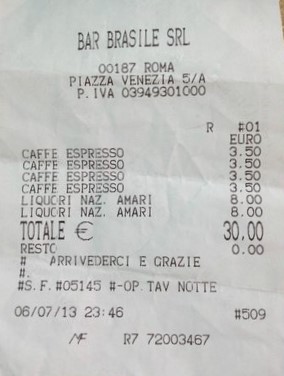 BAR BRASILE SRL
00187 ROMA
PIAZZA VENEZIA 5/A
P.IVA 03949301000
R #01
EURO
CAFFE ESPRESSO 3.50
CAFFE ESPRESSO 3.50
CAFFE ESPRESSO 3.50
CAFFE ESPRESSO 3.50
LIQUORI NAZ. AMARI 8.00
LIQUORI NAZ. AMARI 8.00
TOTALE € 30.00
RESTO 0.00
# ARRIVEDERCI E GRAZIE
#.
#S.F.#05145 #-OP.TAV NOTTE
06/07/13 23:46 #509
MF R7 72003467